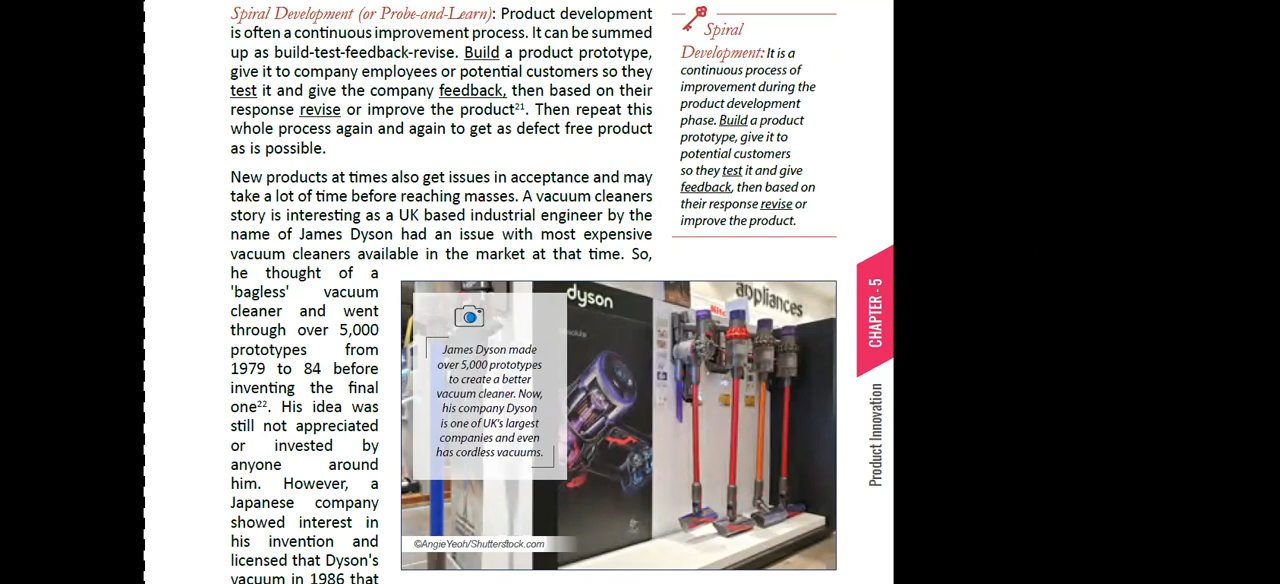 Spiral Development (or Probe-and-Learn): Product development
is often a continuous improvement process. It can be summed
up as build-test-feedback-revise. Build a product prototype,
give it to company employees or potential customers so they
test it and give the company feedback, then based on their
response revise or improve the product21. Then repeat this
whole process again and again to get as defect free product
as is possible.
New products at times also get issues in acceptance and may
take a lot of time before reaching masses. A vacuum cleaners
story is interesting as a UK based industrial engineer by the
name of James Dyson had an issue with most expensive
vacuum cleaners available in the market at that time. So,
he thought of a
'bagless' vacuum
cleaner and went
through over 5,000
prototypes from
1979 to 84 before
inventing the final
one22. His idea was
still not appreciated
or invested by
anyone around
him. However, a
Japanese company
showed interest in
his invention and
licensed that Dyson's
vacuum in 1986 that
Spiral
Development: It is a
continuous process of
improvement during the
product development
phase. Build a product
prototype, give it to
potential customers
so they test it and give
feedback, then based on
their response revise or
improve the product.
dyson
appliances
James Dyson made
over 5,000 prototypes
to create a better
vacuum cleaner. Now,
his company Dyson
is one of UK's largest
companies and even
has cordless vacuums.
©AngieYeoh/Shutterstock.com
CHAPTER - 5
Product Innovation